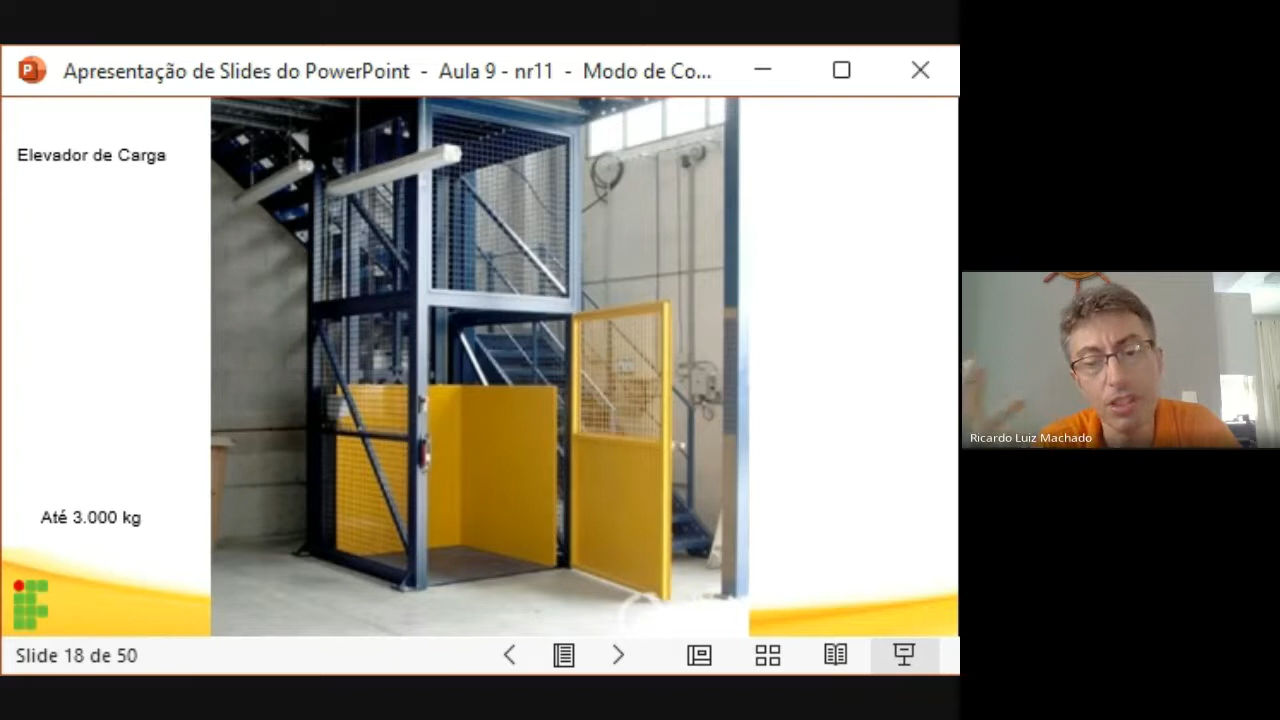 Apresentação de Slides do PowerPoint - Aula 9 - nr11 - Modo de Co...
Elevador de Carga
Até 3.000 kg
Ricardo Luiz Machado
Slide 18 de 50